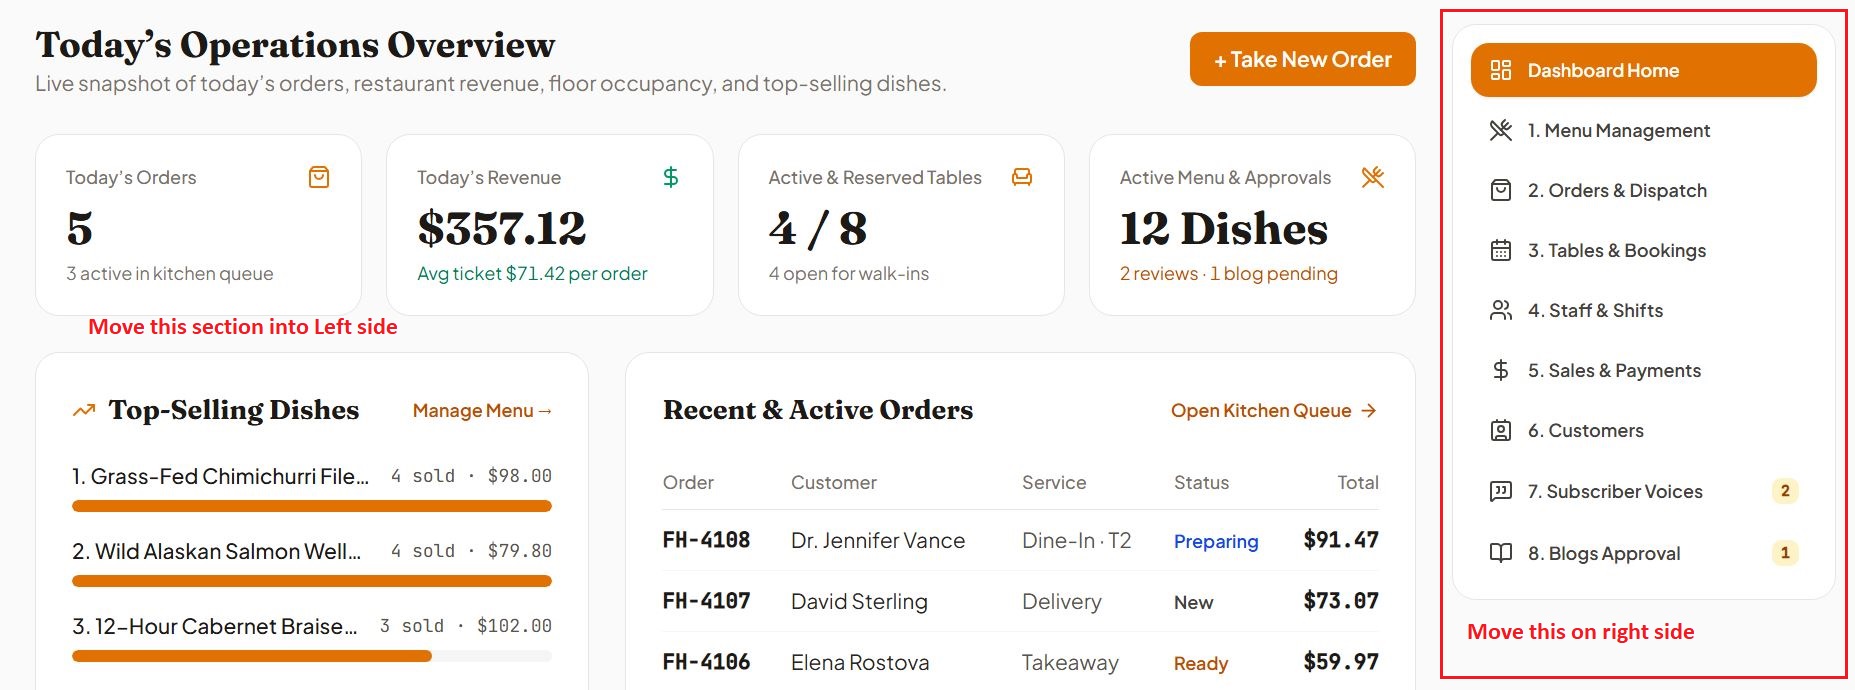 Today’s Operations Overview
Live snapshot of today’s orders, restaurant revenue, floor occupancy, and top-selling dishes.
+ Take New Order
Today’s Orders
5
3 active in kitchen queue
Today’s Revenue
$357.12
Avg ticket $71.42 per order
Active & Reserved Tables
4 / 8
4 open for walk-ins
Active Menu & Approvals
12 Dishes
2 reviews · 1 blog pending
Move this section into Left side
Top-Selling Dishes
Manage Menu →
1. Grass-Fed Chimichurri File... 4 sold · $98.00
2. Wild Alaskan Salmon Well... 4 sold · $79.80
3. 12-Hour Cabernet Braise... 3 sold · $102.00
Recent & Active Orders
Open Kitchen Queue →
Order Customer Service Status Total
FH-4108 Dr. Jennifer Vance Dine-In · T2 Preparing $91.47
FH-4107 David Sterling Delivery New $73.07
FH-4106 Elena Rostova Takeaway Ready $59.97
Dashboard Home
1. Menu Management
2. Orders & Dispatch
3. Tables & Bookings
4. Staff & Shifts
5. Sales & Payments
6. Customers
7. Subscriber Voices 2
8. Blogs Approval 1
Move this on right side